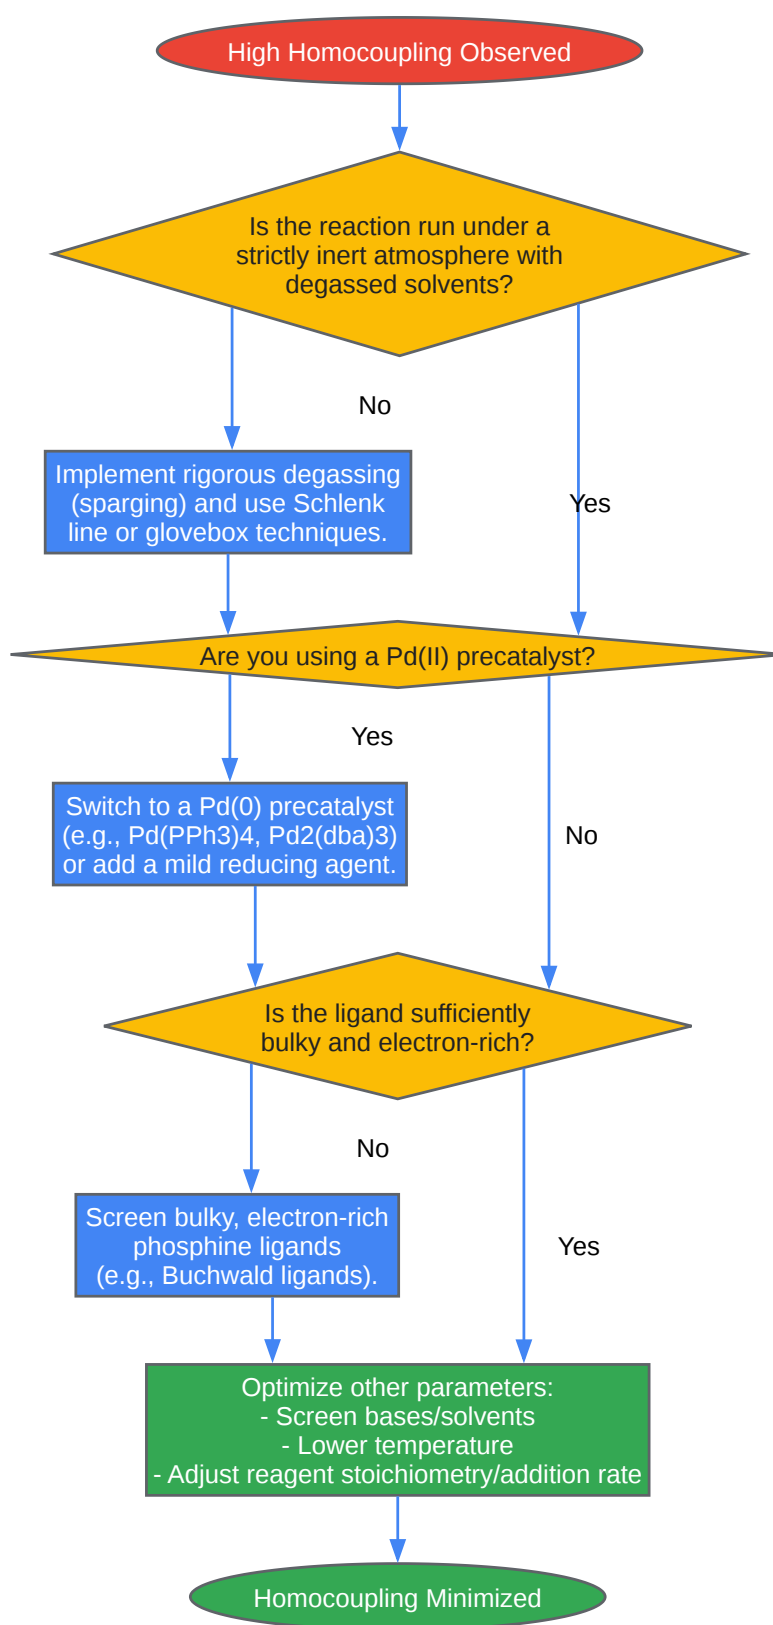 High Homocoupling Observed
Is the reaction run under a
strictly inert atmosphere with
degassed solvents?
No
Implement rigorous degassing
(sparging) and use Schlenk
line or glovebox techniques.
Yes
Are you using a Pd(II) precatalyst?
Yes
Switch to a Pd(0) precatalyst
(e.g., Pd(PPh3)4, Pd2(dba)3)
or add a mild reducing agent.
No
Is the ligand sufficiently
bulky and electron-rich?
No
Screen bulky, electron-rich
phosphine ligands
(e.g., Buchwald ligands).
Yes
Optimize other parameters:
- Screen bases/solvents
- Lower temperature
- Adjust reagent stoichiometry/addition rate
Homocoupling Minimized